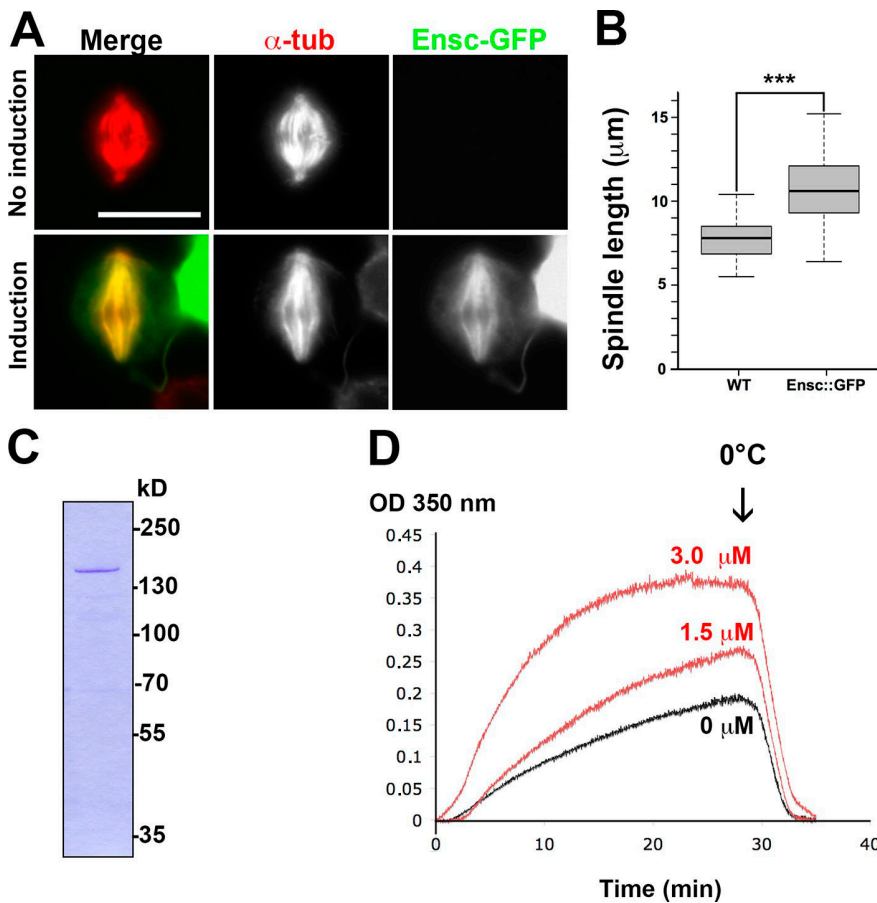 A
Merge
α-tub
Ensc-GFP
No induction
Induction
B
***
Spindle length (μm)
15
10
5
0
WT
Ensc::GFP
C
kD
-250
-130
-100
-70
-55
-35
D
0°C
OD 350 nm
0.45
0.4
0.35
0.3
0.25
0.2
0.15
0.1
0.05
0
3.0 μM
1.5 μM
0 μM
0
10
20
30
40
Time (min)